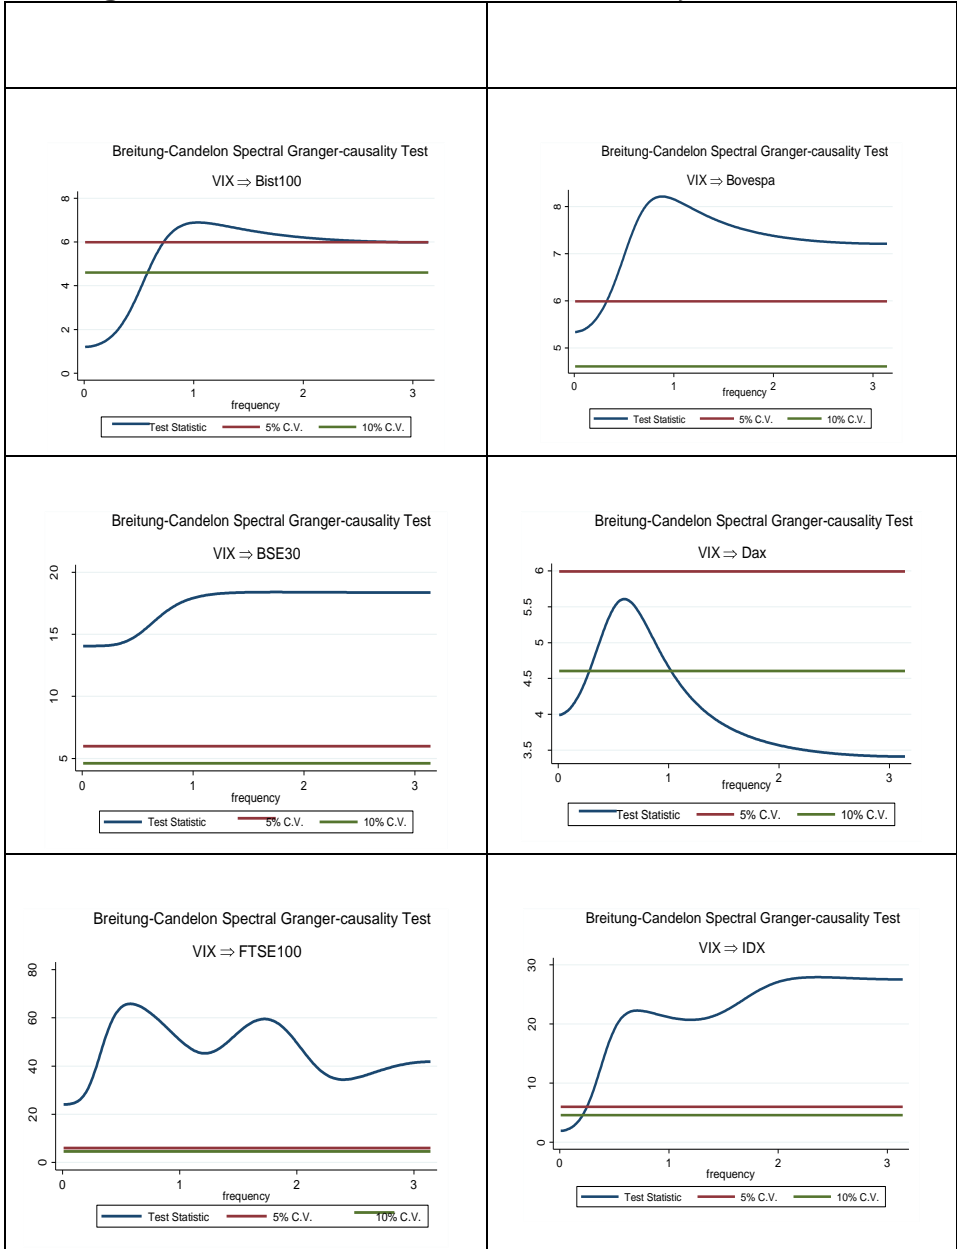 Breitung-Candelon Spectral Granger-causality Test
VIX ⇒ Bist100
8
6
4
2
0
0 1 2 3
frequency
Test Statistic 5% C.V. 10% C.V.
Breitung-Candelon Spectral Granger-causality Test
VIX ⇒ Bovespa
8
7
6
5
0 1 2 3
frequency
Test Statistic 5% C.V. 10% C.V.
Breitung-Candelon Spectral Granger-causality Test
VIX ⇒ BSE30
20
15
10
5
0 1 2 3
frequency
Test Statistic 5% C.V. 10% C.V.
Breitung-Candelon Spectral Granger-causality Test
VIX ⇒ Dax
6
5.5
5
4.5
4
3.5
0 1 2 3
frequency
Test Statistic 5% C.V. 10% C.V.
Breitung-Candelon Spectral Granger-causality Test
VIX ⇒ FTSE100
80
60
40
20
0
0 1 2 3
frequency
Test Statistic 5% C.V. 10% C.V.
Breitung-Candelon Spectral Granger-causality Test
VIX ⇒ IDX
30
20
10
0
0 1 2 3
frequency
Test Statistic 5% C.V. 10% C.V.